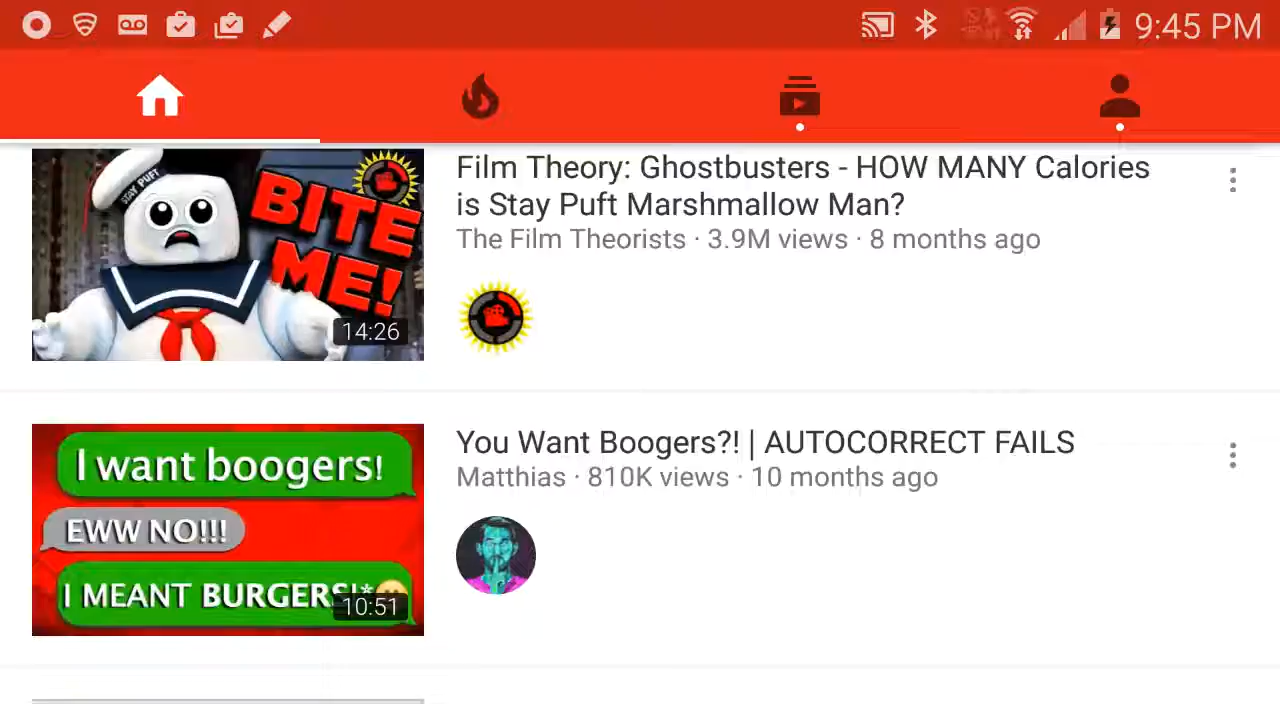 9:45 PM
STAY PUFT
BITE
ME!
14:26
Film Theory: Ghostbusters - HOW MANY Calories
is Stay Puft Marshmallow Man?
The Film Theorists · 3.9M views · 8 months ago
I want boogers!
EWW NO!!!
I MEANT BURGERS!*
10:51
You Want Boogers?! | AUTOCORRECT FAILS
Matthias · 810K views · 10 months ago